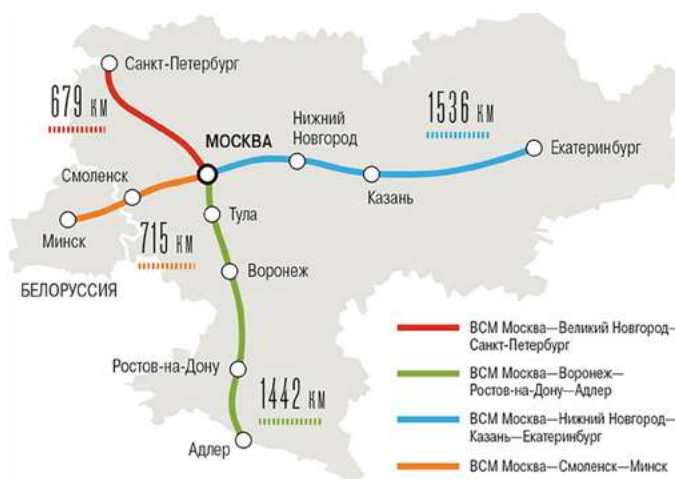 Санкт-Петербург
679 КМ
МОСКВА
НИЖНИЙ
Новгород
1536 КМ
Екатеринбург
Казань
Смоленск
Минск
Тула
715 КМ
БЕЛОРУССИЯ
Воронеж
Ростов-на-Дону
1442 КМ
Адлер
ВСМ Москва—Великий Новгород—
Санкт-Петербург
ВСМ Москва—Воронеж—
Ростов-на-Дону—Адлер
ВСМ Москва—Нижний Новгород—
Казань—Екатеринбург
ВСМ Москва—Смоленск—Минск